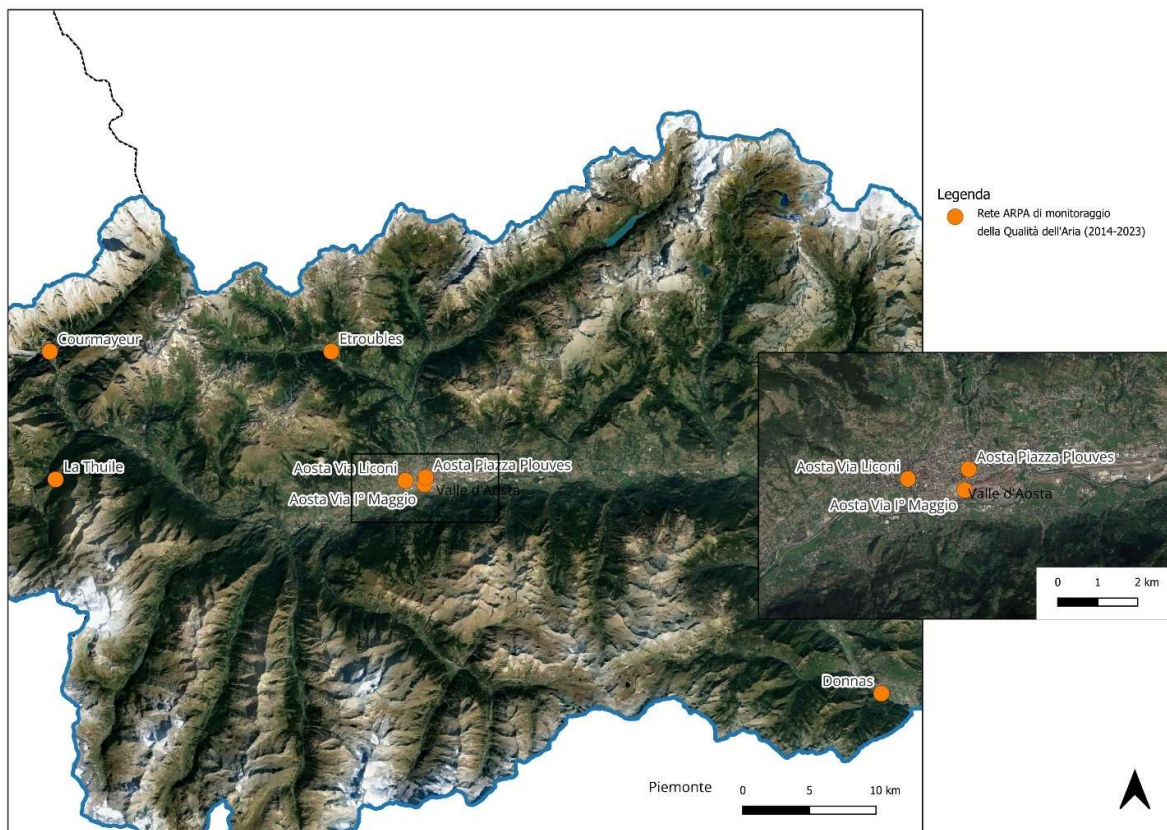 Legenda
Rete ARPA di monitoraggio
della Qualità dell'Aria (2014-2023)
Courmayeur
Etroubles
La Thuile
Aosta Via Liconi
Aosta Piazza Plouves
Aosta Via I° Maggio
Valle d'Aosta
Aosta Via Liconi
Aosta Piazza Plouves
Aosta Via I° Maggio
Valle d'Aosta
0 1 2 km
Donnas
Piemonte
0 5 10 km